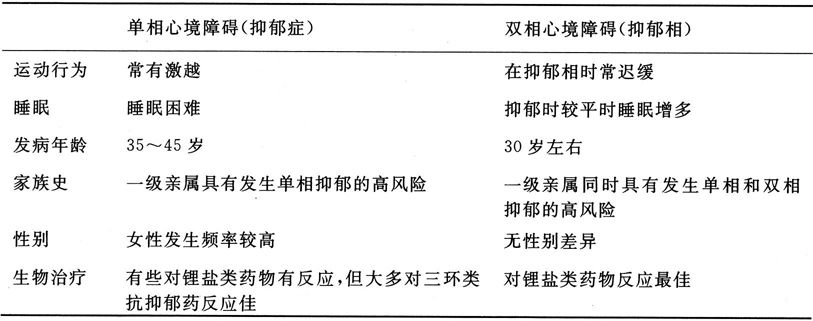 单相心境障碍(抑郁症) 双相心境障碍(抑郁相)
运动行为 常有激越 在抑郁相时常迟缓
睡眠 睡眠困难 抑郁时较平时睡眠增多
发病年龄 35～45岁 30岁左右
家族史 一级亲属具有发生单相抑郁的高风险 一级亲属同时具有发生单相和双相
抑郁的高风险
性别 女性发生频率较高 无性别差异
生物治疗 有些对锂盐类药物有反应,但大多对三环类 对锂盐类药物反应最佳
抗抑郁药反应佳